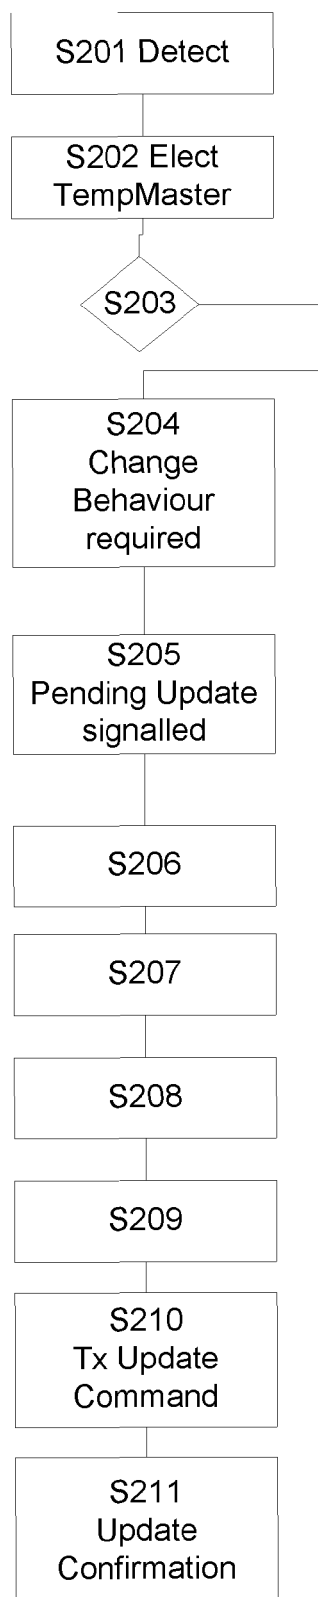 S201 Detect
S202 Elect
TempMaster
S203
S204
Change
Behaviour
required
S205
Pending Update
signalled
S206
S207
S208
S209
S210
Tx Update
Command
S211
Update
Confirmation